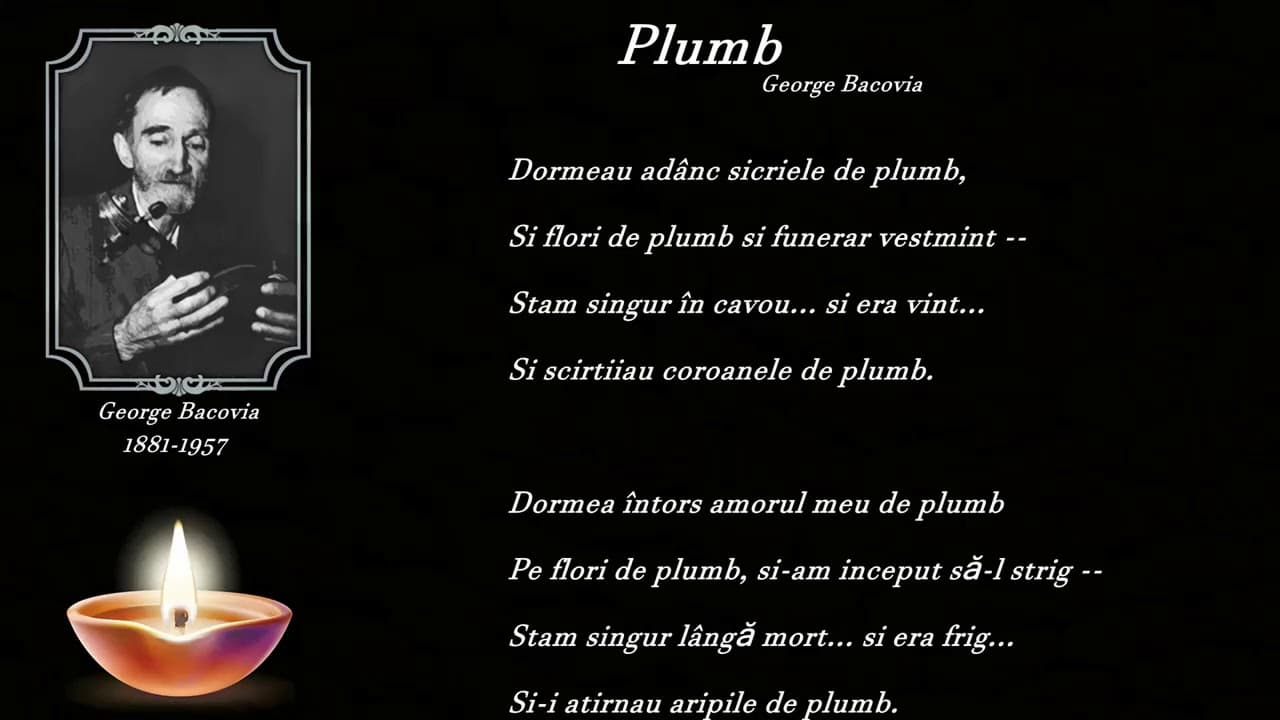 Plumb
George Bacovia
Dormeau adânc sicriele de plumb,
Si flori de plumb si funerar vestmint --
Stam singur în cavou... si era vint...
Si scirtiiau coroanele de plumb.
Dormea întors amorul meu de plumb
Pe flori de plumb, si-am inceput să-l strig --
Stam singur lângă mort... si era frig...
Si-i atirnau aripile de plumb.
George Bacovia
1881-1957